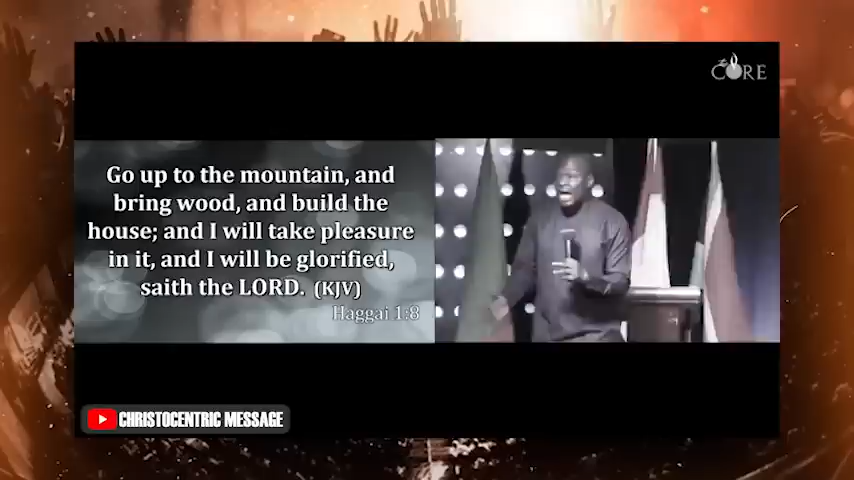 the CORE
Go up to the mountain, and
bring wood, and build the
house; and I will take pleasure
in it, and I will be glorified,
saith the LORD. (KJV)
Haggai 1:8
CHRISTOCENTRIC MESSAGE